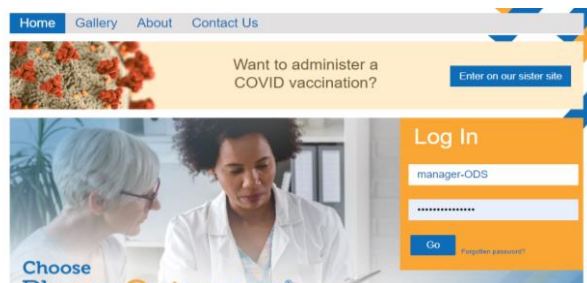 Home Gallery About Contact Us
Want to administer a
COVID vaccination?
Enter on our sister site
Log In
manager-ODS
•••••••••••••••
Go
Forgotten password?
Choose